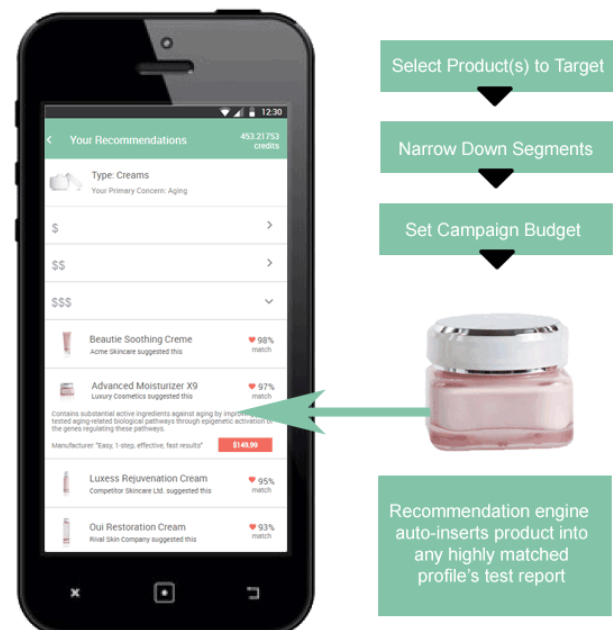 12:30
Your Recommendations
453.21753
credits
Type: Creams
Your Primary Concern: Aging
$
$$
$$$
Beautie Soothing Creme
98%
Acme Skincare suggested this
match
Advanced Moisturizer X9
97%
Luxury Cosmetics suggested this
match
Contains substantial active ingredients against aging by
tested aging-related biological pathways through epigenetic activation of
the genes regulating these pathways.
Manufacturer "Easy, 1-step, effective, fast results"
$149.99
Luxess Rejuvenation Cream
95%
Competitor Skincare Ltd. suggested this
match
Oui Restoration Cream
93%
Rival Skin Company suggested this
match
Select Product(s) to Target
Narrow Down Segments
Set Campaign Budget
Recommendation engine
auto-inserts product into
any highly matched
profile's test report